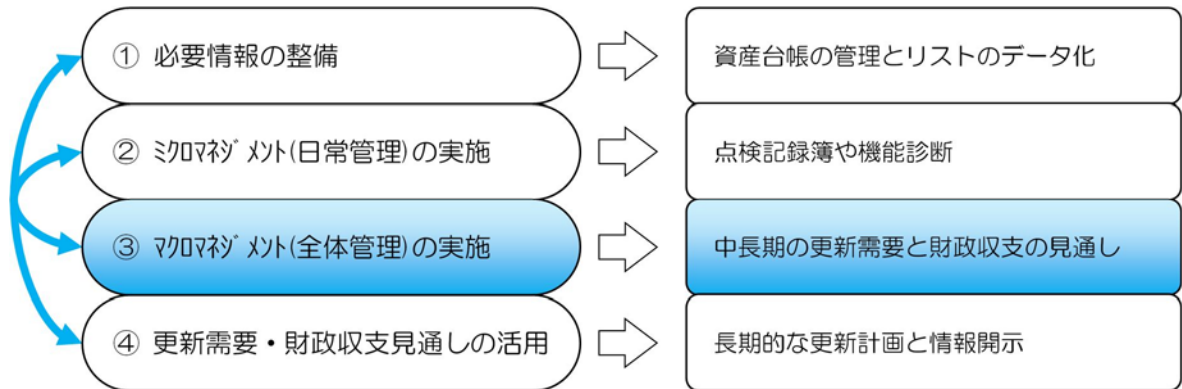 ① 必要情報の整備
資産台帳の管理とリストのデータ化
② ﾐｸﾛﾏﾈｼﾞﾒﾝﾄ(日常管理)の実施
点検記録簿や機能診断
③ ﾏｸﾛﾏﾈｼﾞﾒﾝﾄ(全体管理)の実施
中長期の更新需要と財政収支の見通し
④ 更新需要・財政収支見通しの活用
長期的な更新計画と情報開示